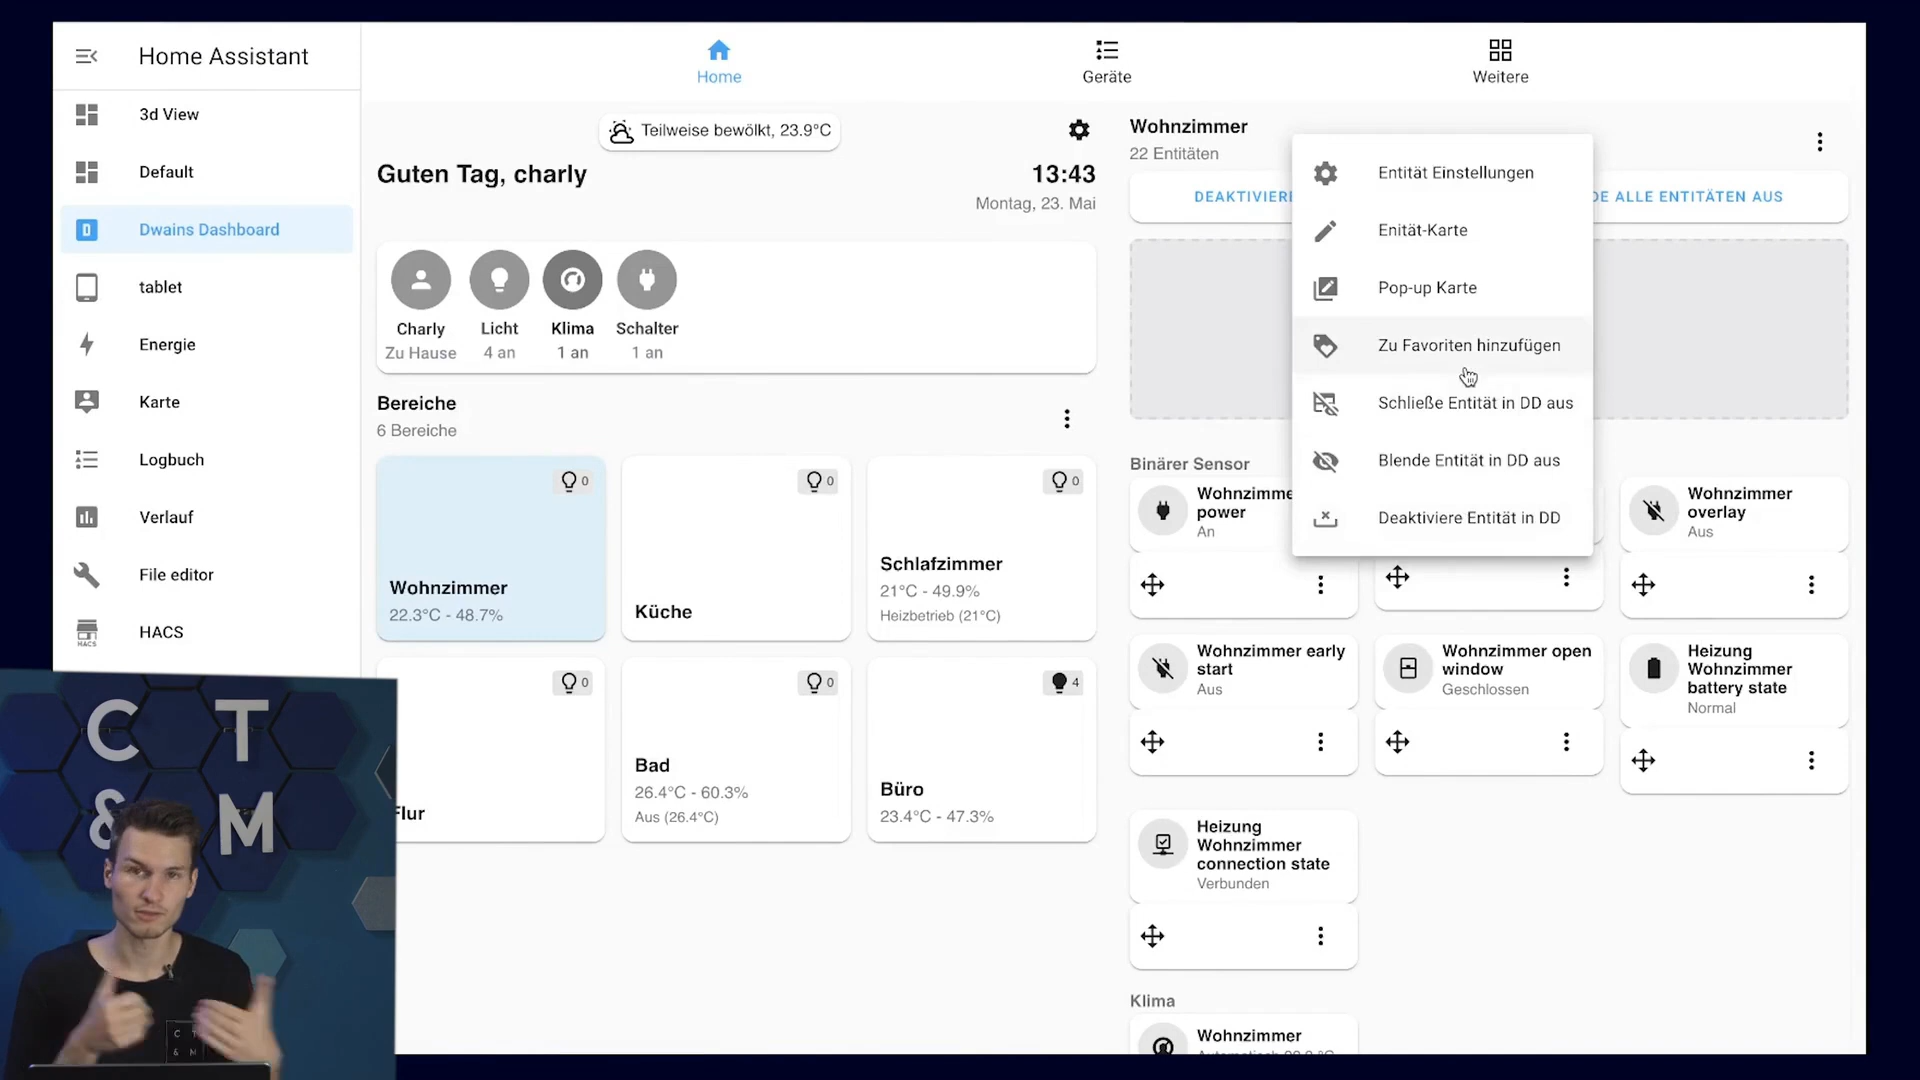 Home Assistant
3d View
Default
Dwains Dashboard
tablet
Energie
Karte
Logbuch
Verlauf
File editor
HACS
HACS
Home
Geräte
Weitere
Teilweise bewölkt, 23.9°C
Guten Tag, charly
13:43
Montag, 23. Mai
Charly
Zu Hause
Licht
4 an
Klima
1 an
Schalter
1 an
Bereiche
6 Bereiche
0
Wohnzimmer
22.3°C - 48.7%
0
Küche
0
Schlafzimmer
21°C - 49.9%
Heizbetrieb (21°C)
0
Flur
0
Bad
26.4°C - 60.3%
Aus (26.4°C)
4
Büro
23.4°C - 47.3%
Wohnzimmer
22 Entitäten
DEAKTIVIERE
DE ALLE ENTITÄTEN AUS
Entität Einstellungen
Enität-Karte
Pop-up Karte
Zu Favoriten hinzufügen
Schließe Entität in DD aus
Blende Entität in DD aus
Deaktiviere Entität in DD
Binärer Sensor
Wohnzimme
power
An
Wohnzimmer
overlay
Aus
Wohnzimmer early
start
Aus
Wohnzimmer open
window
Geschlossen
Heizung
Wohnzimmer
battery state
Normal
Heizung
Wohnzimmer
connection state
Verbunden
Klima
Wohnzimmer
C T
& M
C T
& M